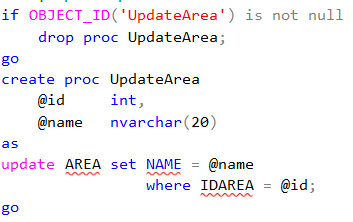 if OBJECT_ID('UpdateArea') is not null
drop proc UpdateArea;
go
create proc UpdateArea
@id int,
@name nvarchar(20)
as
update AREA set NAME = @name
where IDAREA = @id;
go